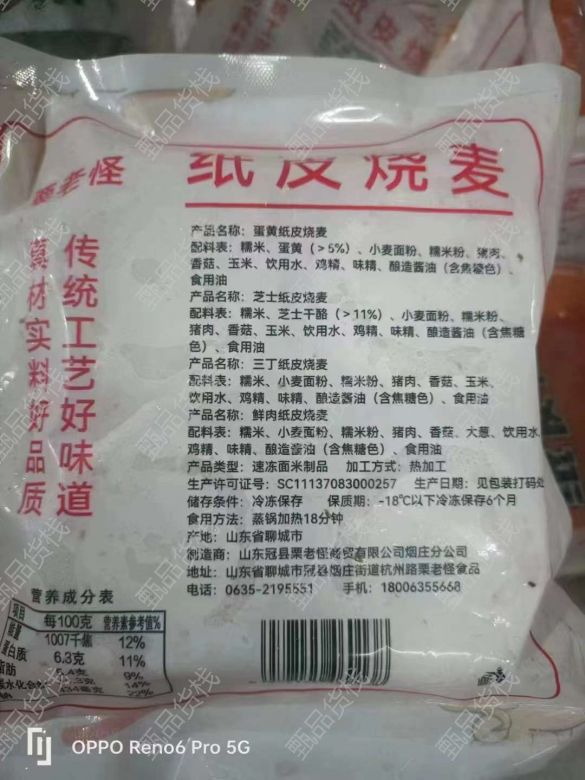 纸皮烧麦
栗老怪
传统工艺好味道
真材实料好品质
产品名称：蛋黄纸皮烧麦
配料表：糯米、蛋黄（>5%）、小麦面粉、糯米粉、猪肉、
香菇、玉米、饮用水、鸡精、味精、酿造酱油（含焦糖色）、
食用油
产品名称：芝士纸皮烧麦
配料表：糯米、芝士干酪（>11%）、小麦面粉、糯米粉、
猪肉、香菇、玉米、饮用水、鸡精、味精、酿造酱油（含焦糖
色）、食用油
产品名称：三丁纸皮烧麦
配料表：糯米、小麦面粉、糯米粉、猪肉、香菇、玉米、
饮用水、鸡精、味精、酿造酱油（含焦糖色）、食用油
产品名称：鲜肉纸皮烧麦
配料表：糯米、小麦面粉、糯米粉、猪肉、香菇、大葱、饮用水、
鸡精、味精、酿造酱油（含焦糖色）、食用油
产品类型：速冻面米制品 加工方式：热加工
生产许可证号：SC11137083000257 生产日期：见包装打码处
储存条件：冷冻保存 保质期：-18℃以下冷冻保存6个月
食用方法：蒸锅加热18分钟
产地：山东省聊城市
制造商：山东冠县栗老怪商贸有限公司烟庄分公司
地址：山东省聊城市冠县烟庄街道杭州路栗老怪食品
电话：0635-2195551 手机：18006355668
营养成分表
项目 每100克 营养素参考值%
能量 1007千焦 12%
蛋白质 6.3克 11%
脂肪 5.4克 9%
14%
22%
甄品货栈
OPPO Reno6 Pro 5G